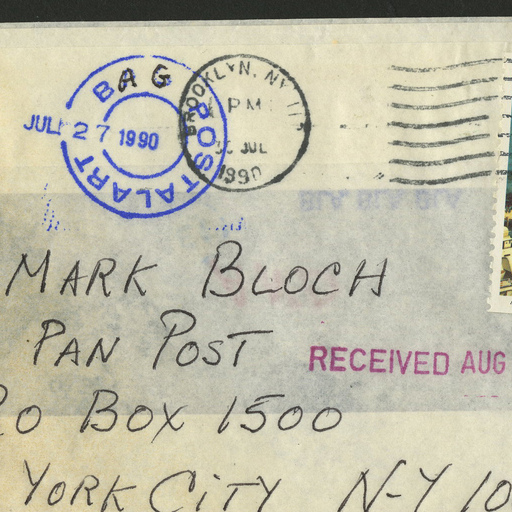 BAG
POSTALART
JUL 27 1990
BROOKLYN, NY
PM
JUL
1990
MARK BLOCH
PAN POST
RECEIVED AUG
PO BOX 1500
YORK CITY N-Y 10